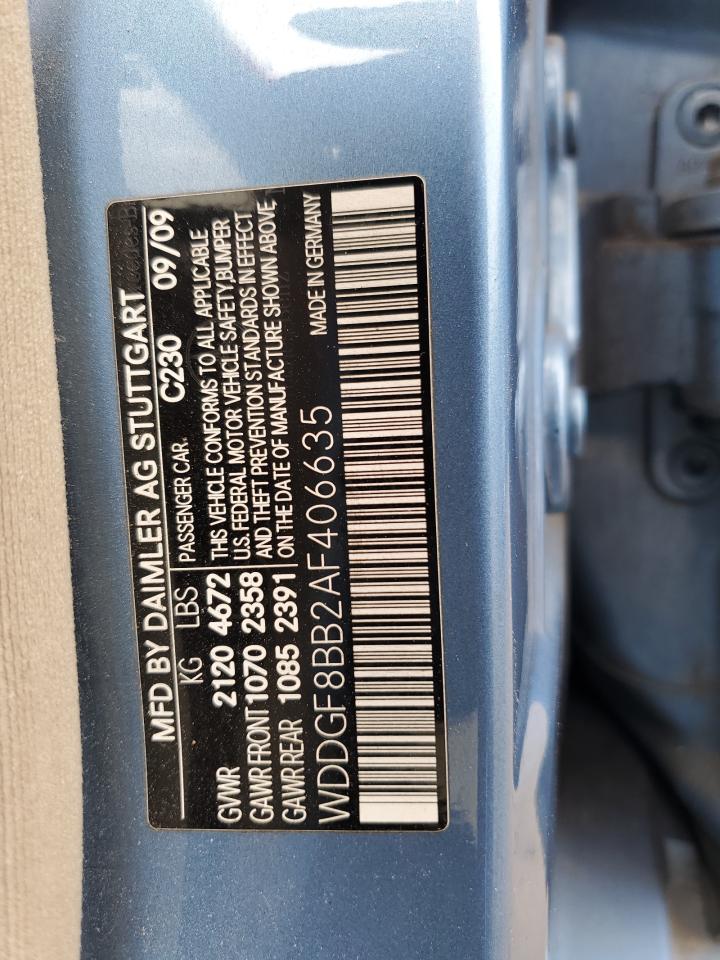 MFD BY DAIMLER AG STUTTGART
KG LBS PASSENGER CAR. C230 09/09
GVWR 2120 4672
GAWR FRONT 1070 2358
GAWR REAR 1085 2391
THIS VEHICLE CONFORMS TO ALL APPLICABLE
U.S. FEDERAL MOTOR VEHICLE SAFETY,BUMPER
AND THEFT PREVENTION STANDARDS IN EFFECT
ON THE DATE OF MANUFACTURE SHOWN ABOVE.
WDDGF8BB2AF406635 MADE IN GERMANY